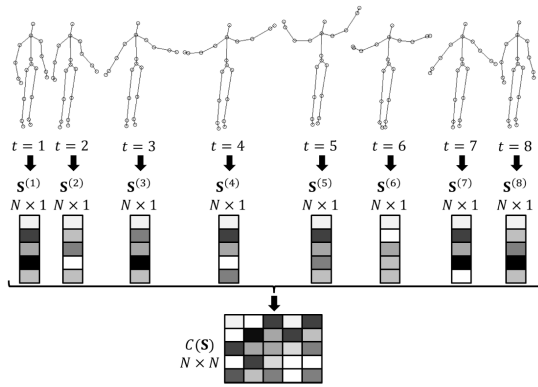 t = 1 t = 2 t = 3 t = 4 t = 5 t = 6 t = 7 t = 8
S^(1) S^(2) S^(3) S^(4) S^(5) S^(6) S^(7) S^(8)
N × 1 N × 1 N × 1 N × 1 N × 1 N × 1 N × 1 N × 1
C(S)
N × N